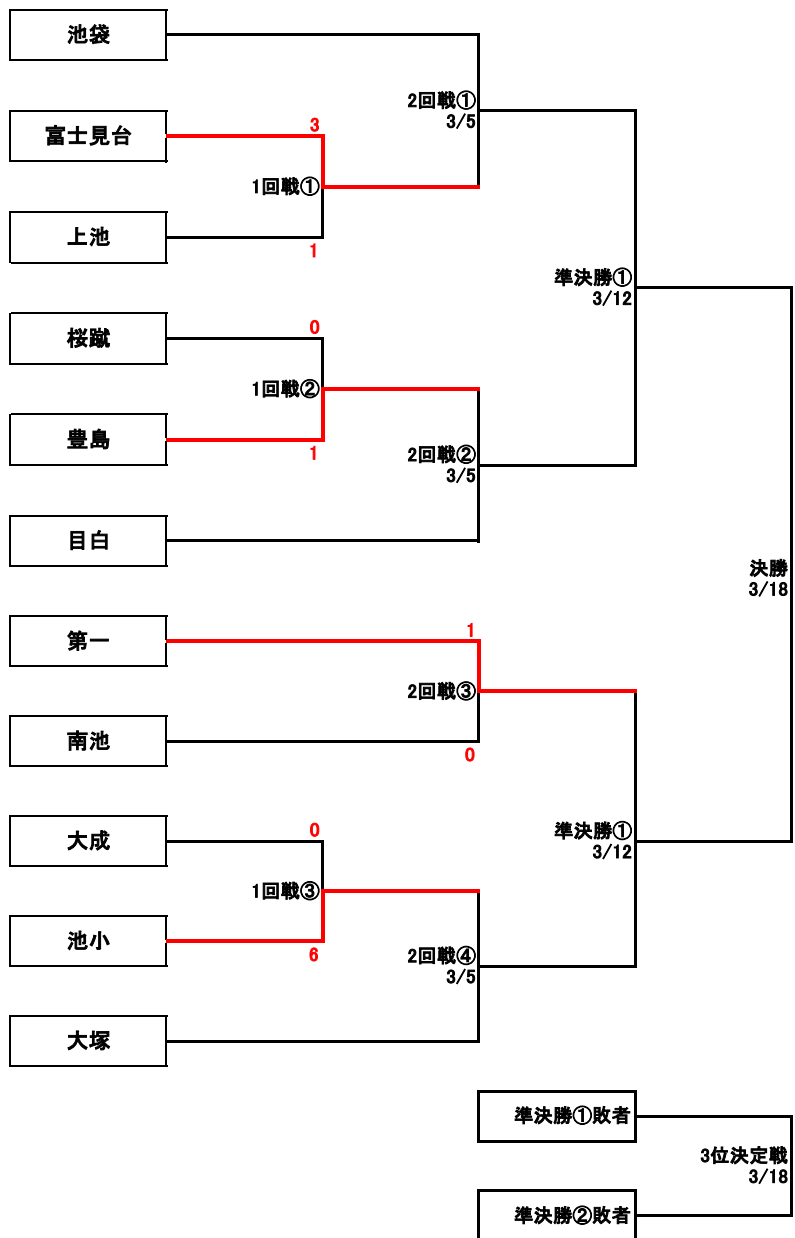 池袋
2回戦①
3/5
富士見台
3
1回戦①
上池
1
準決勝①
3/12
桜蹴
0
1回戦②
豊島
1
2回戦②
3/5
目白
決勝
3/18
第一
1
2回戦③
南池
0
大成
0
準決勝①
3/12
1回戦③
池小
6
2回戦④
3/5
大塚
準決勝①敗者
3位決定戦
3/18
準決勝②敗者